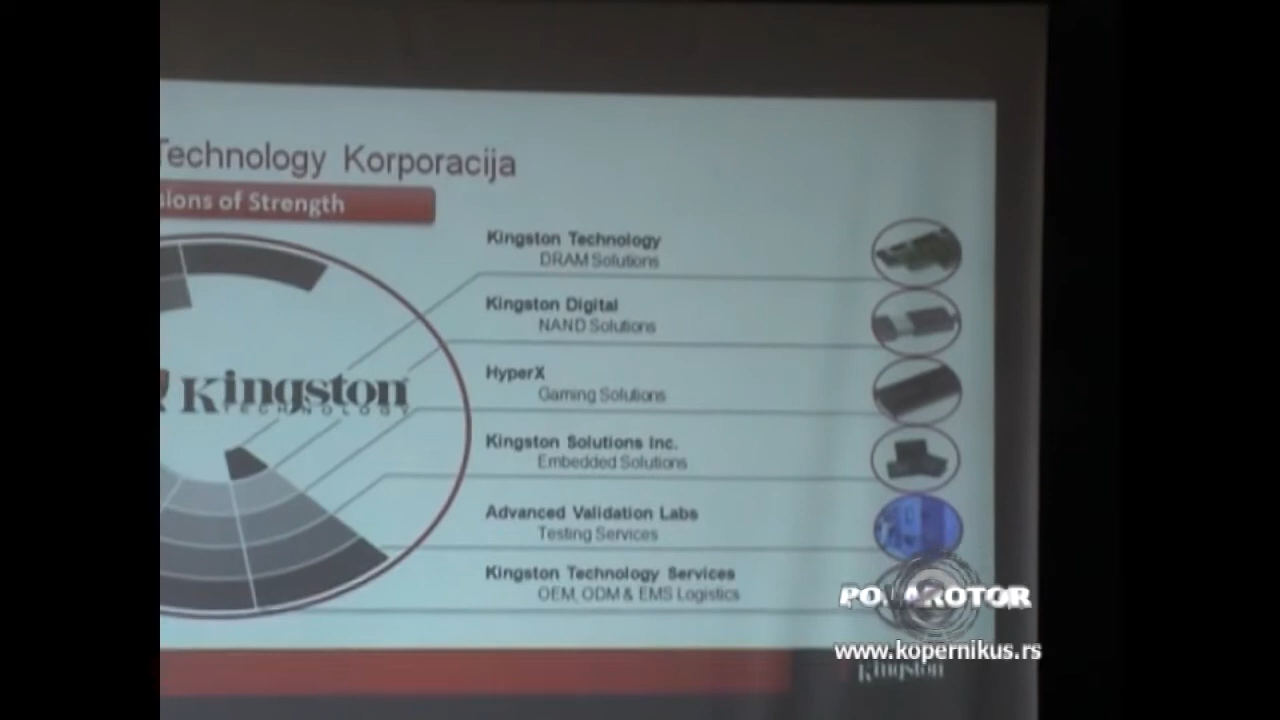 Technology Korporacija
sions of Strength
Kingston Technology
DRAM Solutions
Kingston Digital
NAND Solutions
HyperX
Gaming Solutions
Kingston
TECHNOLOGY
Kingston Solutions Inc.
Embedded Solutions
Advanced Validation Labs
Testing Services
Kingston Technology Services
OEM, ODM & EMS Logistics
POLAROTOR
www.kopernikus.rs
Kingston